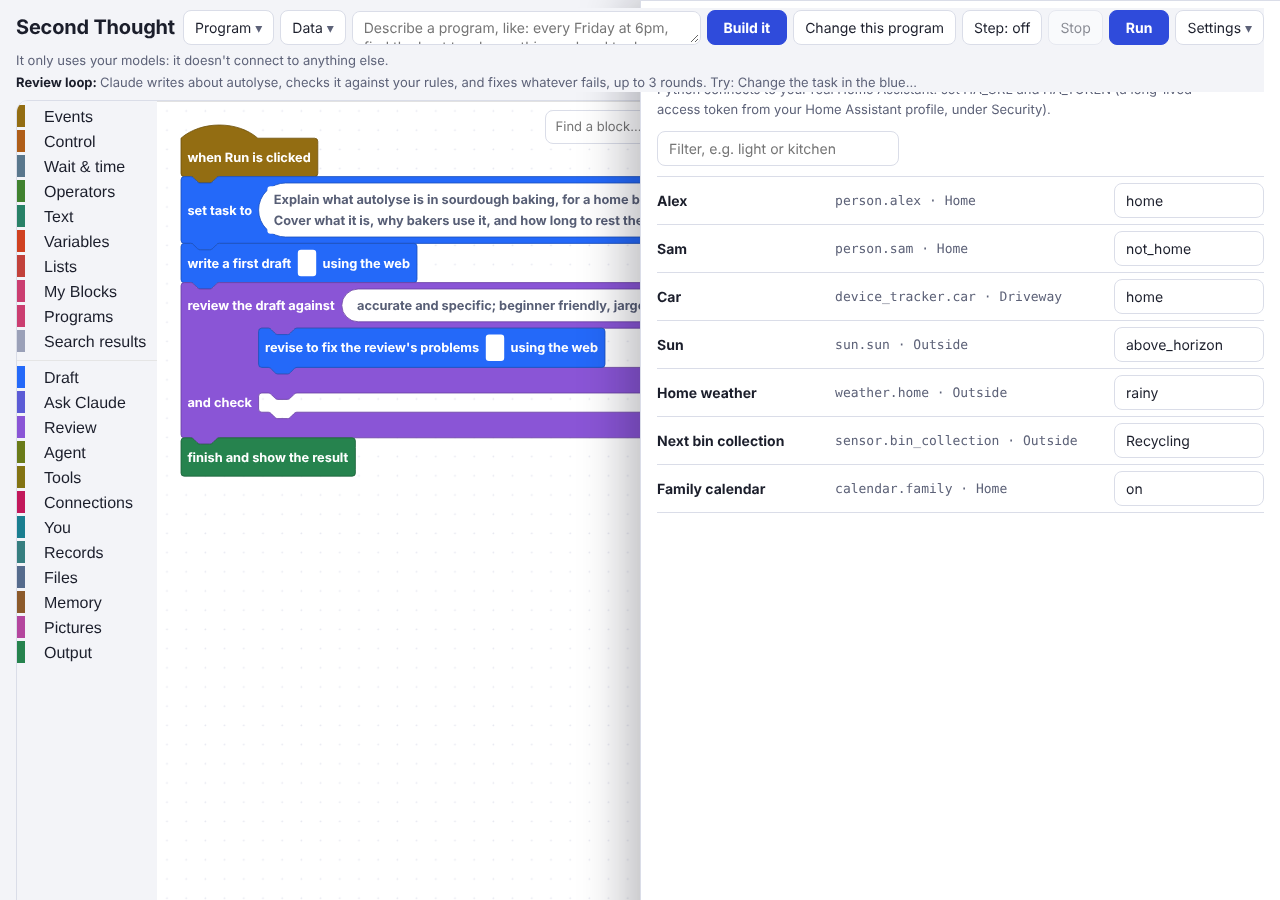 Second Thought
Program ▾
Data ▾
Describe a program, like: every Friday at 6pm,
Build it
Change this program
Step: off
Stop
Run
Settings ▾
It only uses your models: it doesn't connect to anything else.
Review loop: Claude writes about autolyse, checks it against your rules, and fixes whatever fails, up to 3 rounds. Try: Change the task in the blue...
Events
Control
Wait & time
Operators
Text
Variables
Lists
My Blocks
Programs
Search results
Draft
Ask Claude
Review
Agent
Tools
Connections
You
Records
Files
Memory
Pictures
Output
Find a block...
when Run is clicked
set task to
Explain what autolyse is in sourdough baking, for a home b
Cover what it is, why bakers use it, and how long to rest the
write a first draft using the web
review the draft against accurate and specific; beginner friendly, jarg
revise to fix the review's problems using the web
and check
finish and show the result
access token from your Home Assistant profile, under Security).
Filter, e.g. light or kitchen
Alex person.alex · Home home
Sam person.sam · Home not_home
Car device_tracker.car · Driveway home
Sun sun.sun · Outside above_horizon
Home weather weather.home · Outside rainy
Next bin collection sensor.bin_collection · Outside Recycling
Family calendar calendar.family · Home on